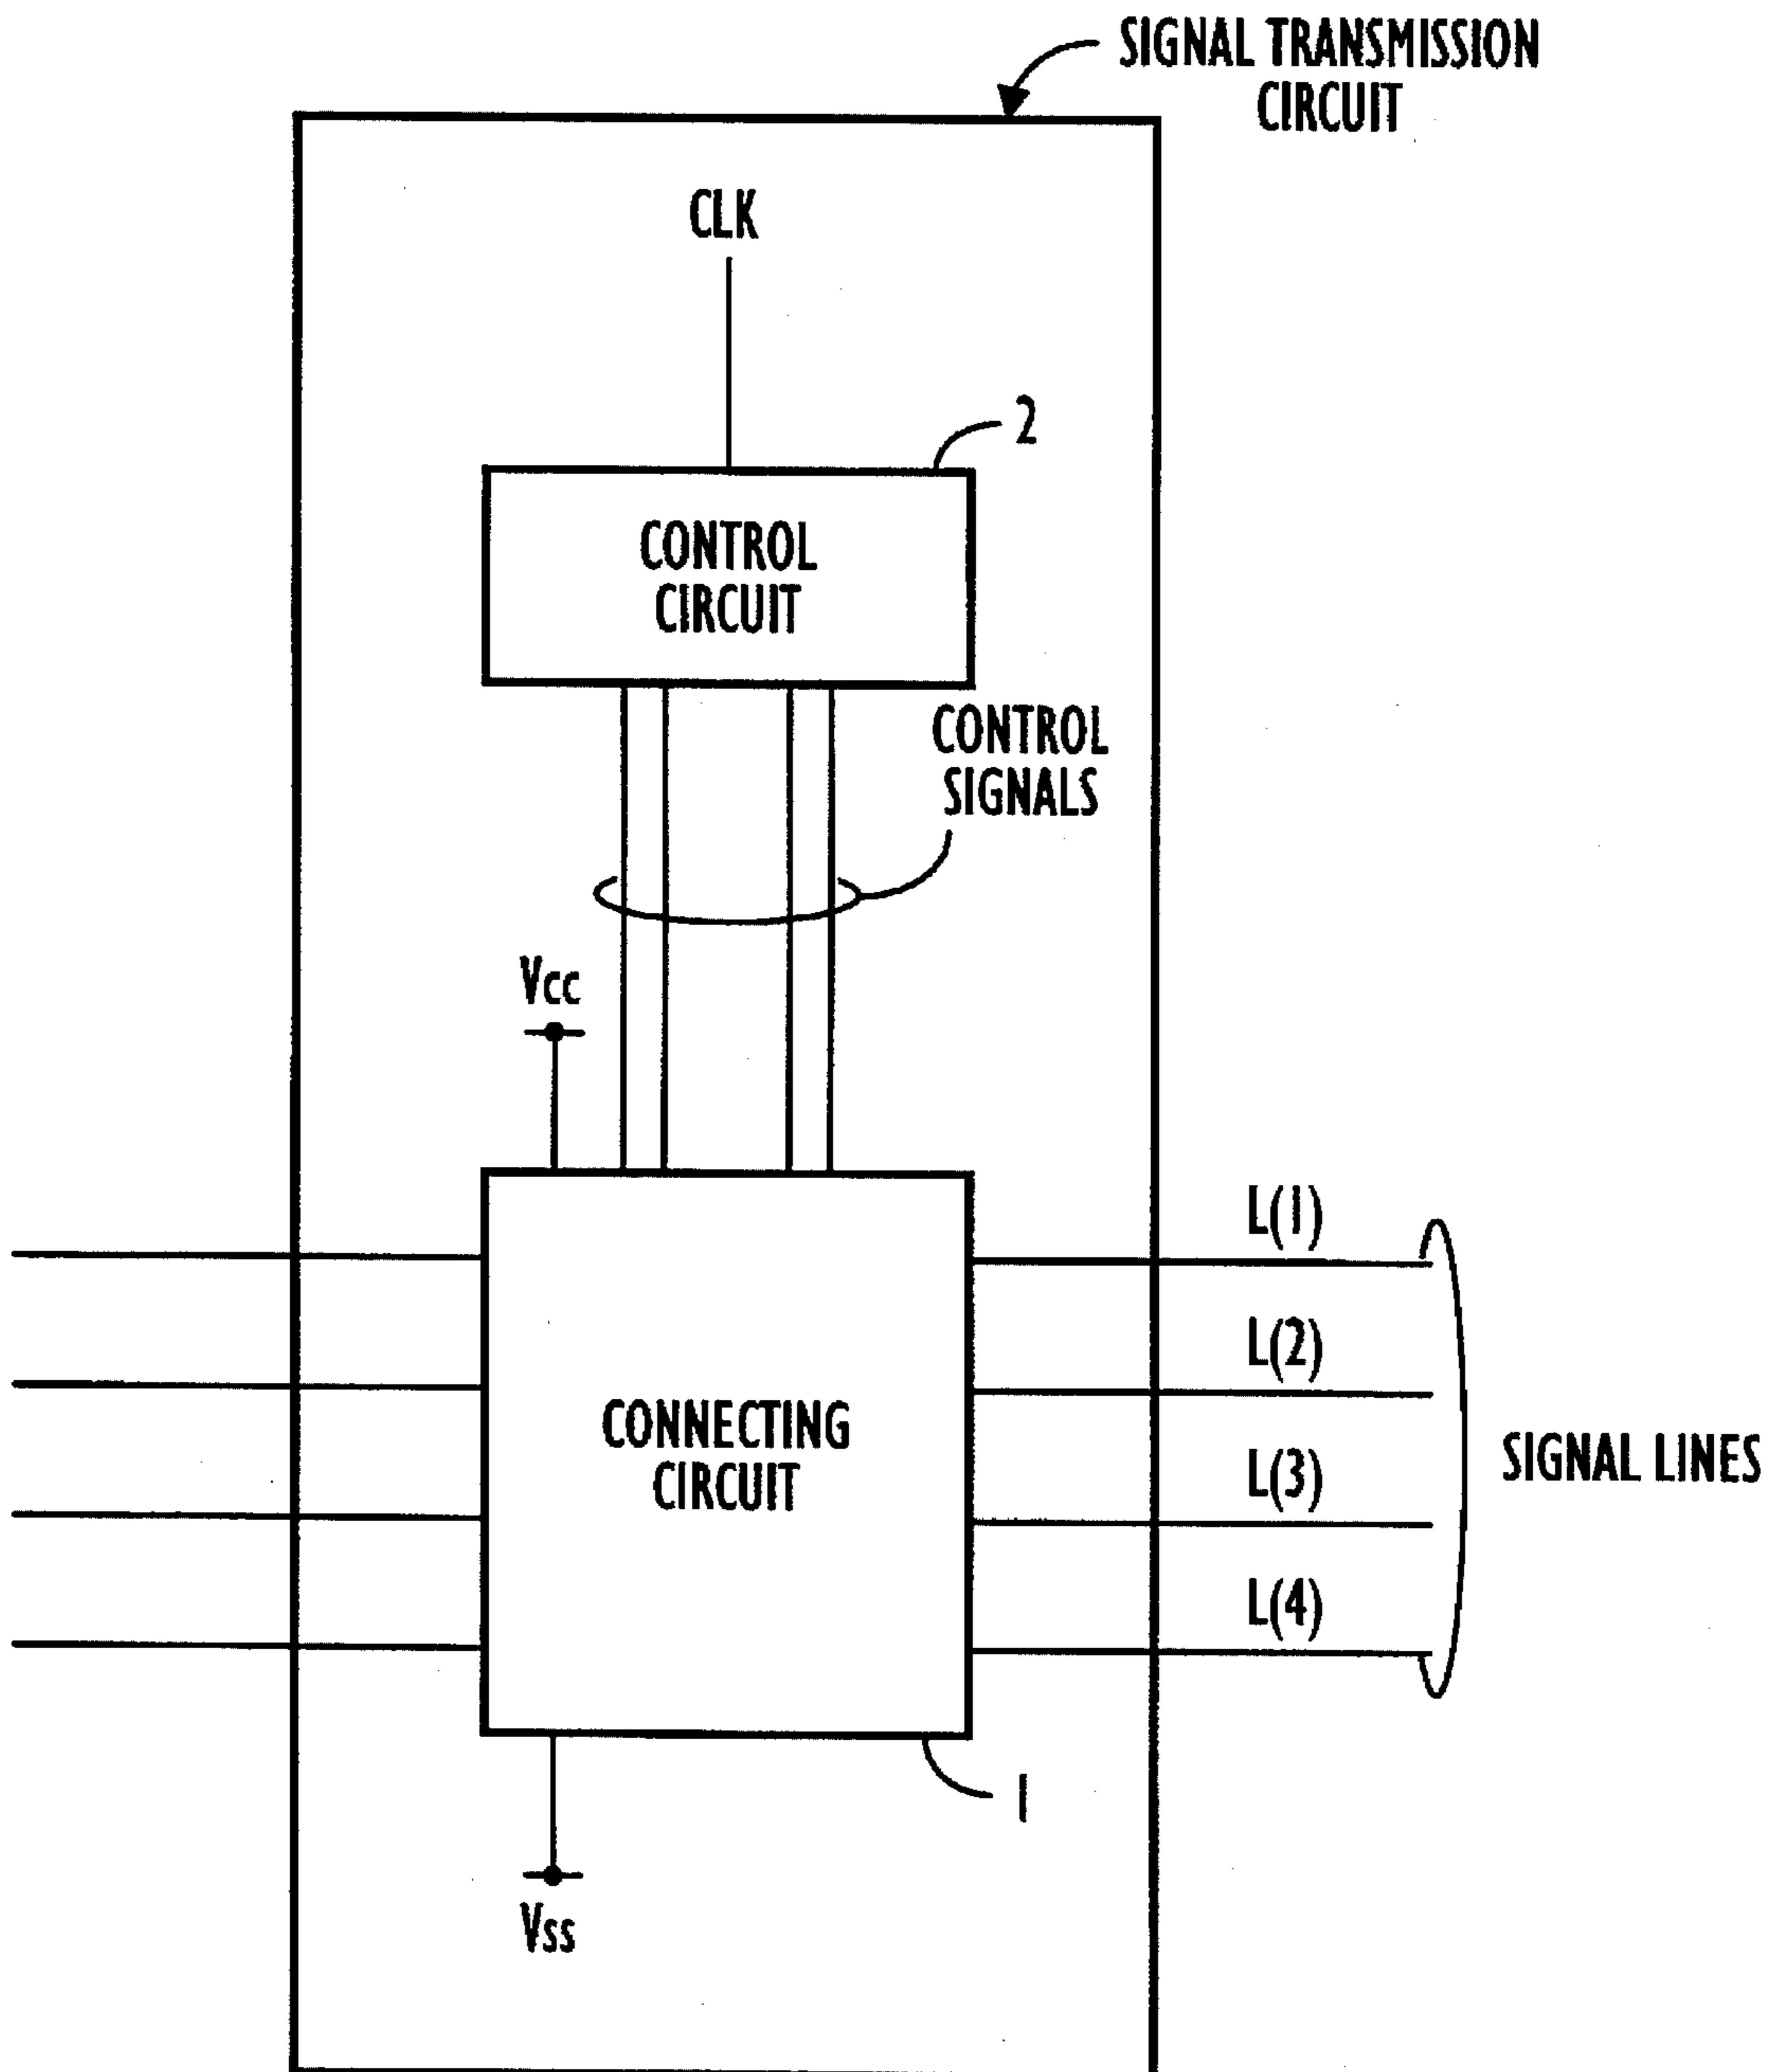 SIGNAL TRANSMISSION
CIRCUIT
CLK
2
CONTROL
CIRCUIT
CONTROL
SIGNALS
Vcc
L(1)
L(2)
CONNECTING
CIRCUIT
L(3)
SIGNAL LINES
L(4)
1
Vss